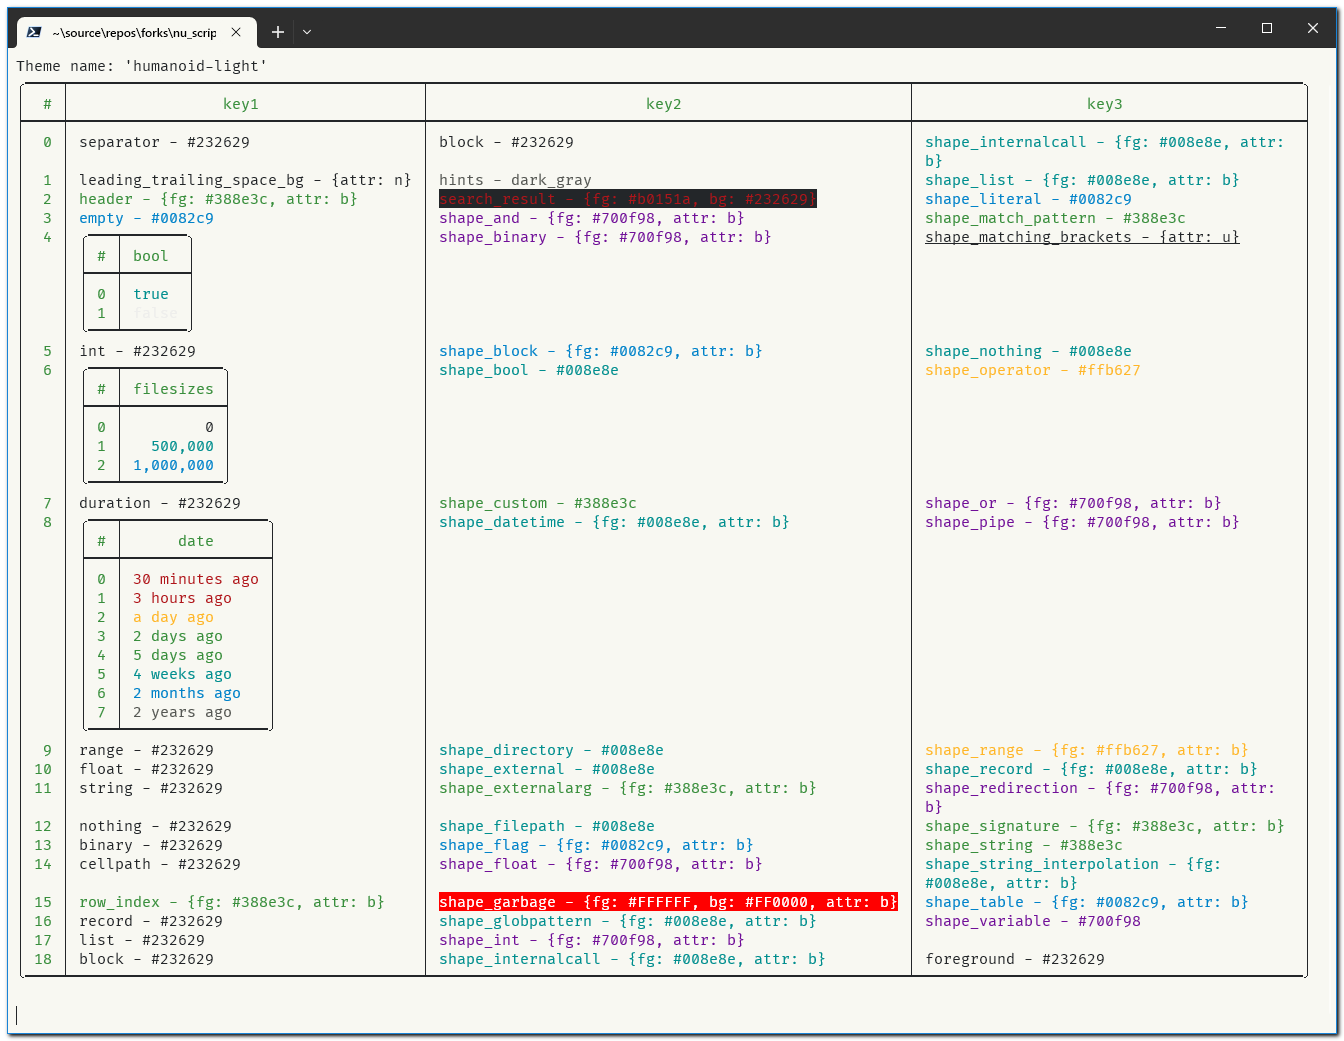 ~\source\repos\forks\nu_scrip
Theme name: 'humanoid-light'
# key1 key2 key3
0 separator - #232629 block - #232629 shape_internalcall - {fg: #008e8e, attr:
b}
1 leading_trailing_space_bg - {attr: n} hints - dark_gray shape_list - {fg: #008e8e, attr: b}
2 header - {fg: #388e3c, attr: b} search_result - {fg: #b0151a, bg: #232629} shape_literal - #0082c9
3 empty - #0082c9 shape_and - {fg: #700f98, attr: b} shape_match_pattern - #388e3c
4 shape_binary - {fg: #700f98, attr: b} shape_matching_brackets - {attr: u}
# bool
0 true
1 false
5 int - #232629 shape_block - {fg: #0082c9, attr: b} shape_nothing - #008e8e
6 shape_bool - #008e8e shape_operator - #ffb627
# filesizes
0 0
1 500,000
2 1,000,000
7 duration - #232629 shape_custom - #388e3c shape_or - {fg: #700f98, attr: b}
8 shape_datetime - {fg: #008e8e, attr: b} shape_pipe - {fg: #700f98, attr: b}
# date
0 30 minutes ago
1 3 hours ago
2 a day ago
3 2 days ago
4 5 days ago
5 4 weeks ago
6 2 months ago
7 2 years ago
9 range - #232629 shape_directory - #008e8e shape_range - {fg: #ffb627, attr: b}
10 float - #232629 shape_external - #008e8e shape_record - {fg: #008e8e, attr: b}
11 string - #232629 shape_externalarg - {fg: #388e3c, attr: b} shape_redirection - {fg: #700f98, attr:
b}
12 nothing - #232629 shape_filepath - #008e8e shape_signature - {fg: #388e3c, attr: b}
13 binary - #232629 shape_flag - {fg: #0082c9, attr: b} shape_string - #388e3c
14 cellpath - #232629 shape_float - {fg: #700f98, attr: b} shape_string_interpolation - {fg:
#008e8e, attr: b}
15 row_index - {fg: #388e3c, attr: b} shape_garbage - {fg: #FFFFFF, bg: #FF0000, attr: b} shape_table - {fg: #0082c9, attr: b}
16 record - #232629 shape_globpattern - {fg: #008e8e, attr: b} shape_variable - #700f98
17 list - #232629 shape_int - {fg: #700f98, attr: b}
18 block - #232629 shape_internalcall - {fg: #008e8e, attr: b} foreground - #232629